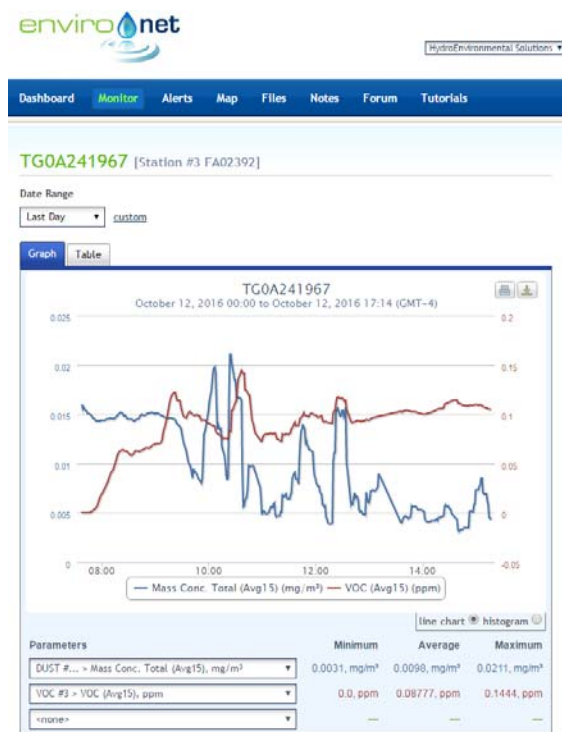 enviro net
HydroEnvironmental Solutions
Dashboard Monitor Alerts Map Files Notes Forum Tutorials
TG0A241967 [Station #3 FA02392]
Date Range
Last Day custom
Graph Table
TG0A241967
October 12, 2016 00:00 to October 12, 2016 17:14 (GMT-4)
0.025 0.2
0.02 0.15
0.015 0.1
0.01 0.05
0.005 0
0 -0.05
08:00 10:00 12:00 14:00
Mass Conc. Total (Avg15) (mg/m³) VOC (Avg15) (ppm)
line chart histogram
Parameters Minimum Average Maximum
DUST #... > Mass Conc. Total (Avg15), mg/m³ 0.0031, mg/m³ 0.0098, mg/m³ 0.0211, mg/m³
VOC #3 > VOC (Avg15), ppm 0.0, ppm 0.08777, ppm 0.1444, ppm
<none> — — —